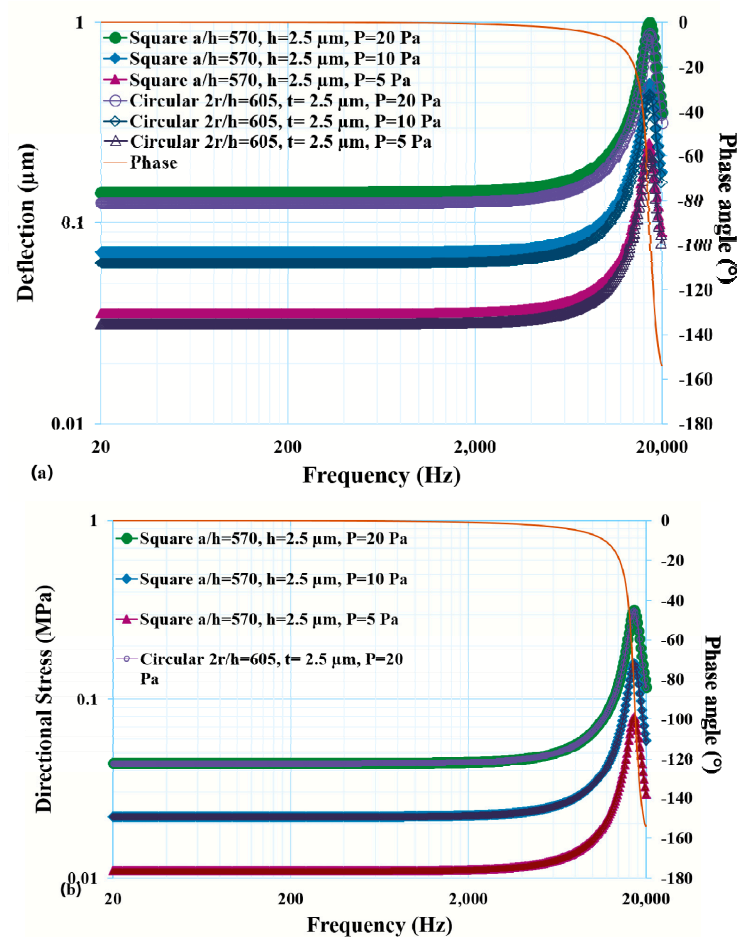 1
Square a/h=570, h=2.5 µm, P=20 Pa
Square a/h=570, h=2.5 µm, P=10 Pa
Square a/h=570, h=2.5 µm, P=5 Pa
Circular 2r/h=605, t= 2.5 µm, P=20 Pa
Circular 2r/h=605, t= 2.5 µm, P=10 Pa
Circular 2r/h=605, t= 2.5 µm, P=5 Pa
Phase
0.1
0.01
Deflection (µm)
0
-20
-40
-60
-80
-100
-120
-140
-160
-180
Phase angle (°)
20
200
2,000
20,000
Frequency (Hz)
(a)
1
Square a/h=570, h=2.5 µm, P=20 Pa
Square a/h=570, h=2.5 µm, P=10 Pa
Square a/h=570, h=2.5 µm, P=5 Pa
Circular 2r/h=605, t= 2.5 µm, P=20
Pa
0.1
0.01
Directional Stress (MPa)
0
-20
-40
-60
-80
-100
-120
-140
-160
-180
Phase angle (°)
(b)
20
200
2,000
20,000
Frequency (Hz)